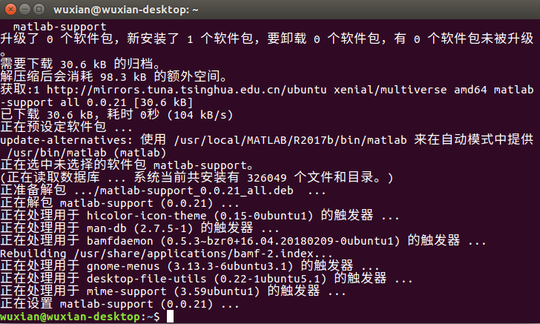 wuxian@wuxian-desktop: ~
matlab-support
升级了 0 个软件包，新安装了 1 个软件包，要卸载 0 个软件包，有 0 个软件包未被升级
。
需要下载 30.6 kB 的归档。
解压缩后会消耗 98.3 kB 的额外空间。
获取:1 http://mirrors.tuna.tsinghua.edu.cn/ubuntu xenial/multiverse amd64 matlab
-support all 0.0.21 [30.6 kB]
已下载 30.6 kB，耗时 0秒 (104 kB/s)
正在预设定软件包 ...
update-alternatives: 使用 /usr/local/MATLAB/R2017b/bin/matlab 来在自动模式中提供
/usr/bin/matlab (matlab)
正在选中未选择的软件包 matlab-support。
(正在读取数据库 ... 系统当前共安装有 326049 个文件和目录。)
正准备解包 .../matlab-support_0.0.21_all.deb ...
正在解包 matlab-support (0.0.21) ...
正在处理用于 hicolor-icon-theme (0.15-0ubuntu1) 的触发器 ...
正在处理用于 man-db (2.7.5-1) 的触发器 ...
正在处理用于 bamfdaemon (0.5.3~bzr0+16.04.20180209-0ubuntu1) 的触发器 ...
Rebuilding /usr/share/applications/bamf-2.index...
正在处理用于 gnome-menus (3.13.3-6ubuntu3.1) 的触发器 ...
正在处理用于 desktop-file-utils (0.22-1ubuntu5.1) 的触发器 ...
正在处理用于 mime-support (3.59ubuntu1) 的触发器 ...
正在设置 matlab-support (0.0.21) ...
wuxian@wuxian-desktop:~$